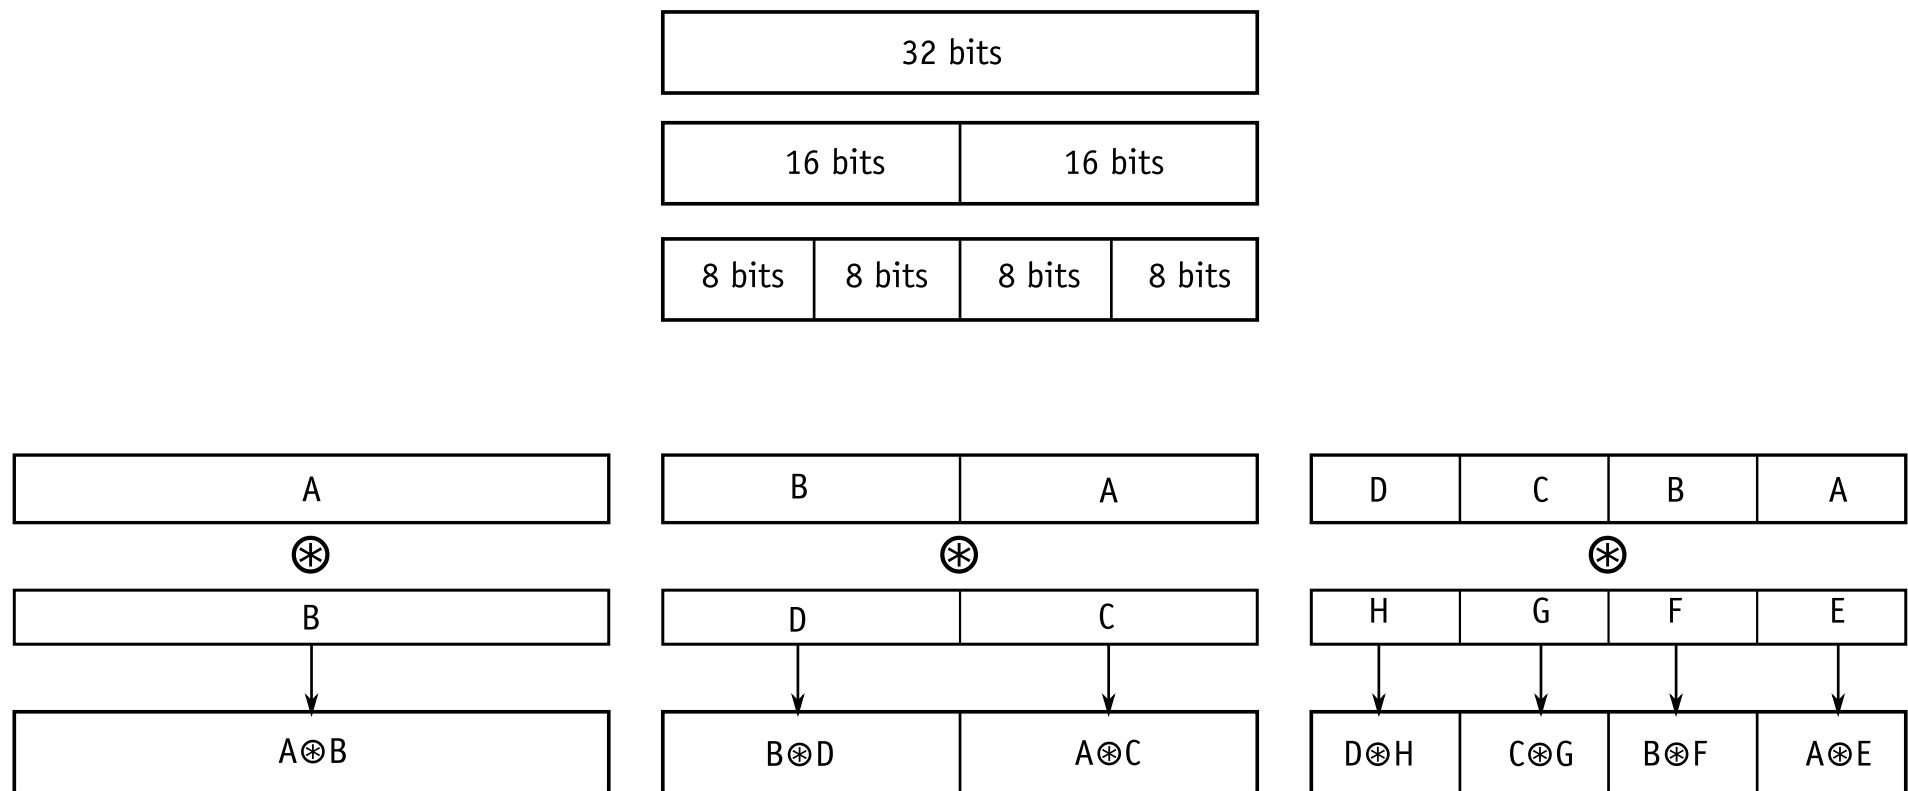 32 bits
16 bits 16 bits
8 bits 8 bits 8 bits 8 bits
A
⊛
B
A⊛B
B A
⊛
D C
B⊛D A⊛C
D C B A
⊛
H G F E
D⊛H C⊛G B⊛F A⊛E